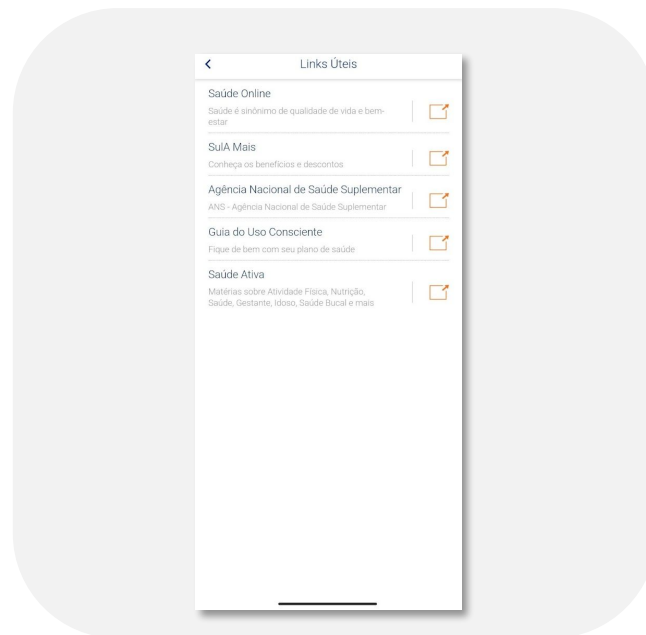 Links Úteis
Saúde Online
Saúde é sinônimo de qualidade de vida e bem-
estar
SulA Mais
Conheça os benefícios e descontos
Agência Nacional de Saúde Suplementar
ANS - Agência Nacional de Saúde Suplementar
Guia do Uso Consciente
Fique de bem com seu plano de saúde
Saúde Ativa
Matérias sobre Atividade Física, Nutrição,
Saúde, Gestante, Idoso, Saúde Bucal e mais